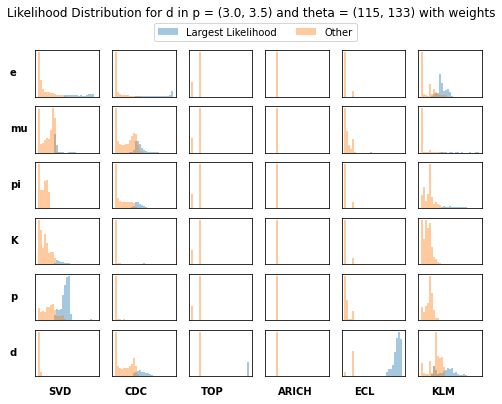 Likelihood Distribution for d in p = (3.0, 3.5) and theta = (115, 133) with weights
Largest Likelihood Other
e
mu
pi
K
p
d
SVD CDC TOP ARICH ECL KLM